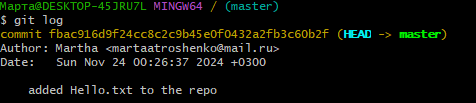 Марта@DESKTOP-45JRU7L MINGW64 / (master)
$ git log
commit fbac916d9f24cc8c2c9b45e0f0432a2fb3c60b2f (HEAD -> master)
Author: Martha <martaatroshenko@mail.ru>
Date:   Sun Nov 24 00:26:37 2024 +0300
    added Hello.txt to the repo